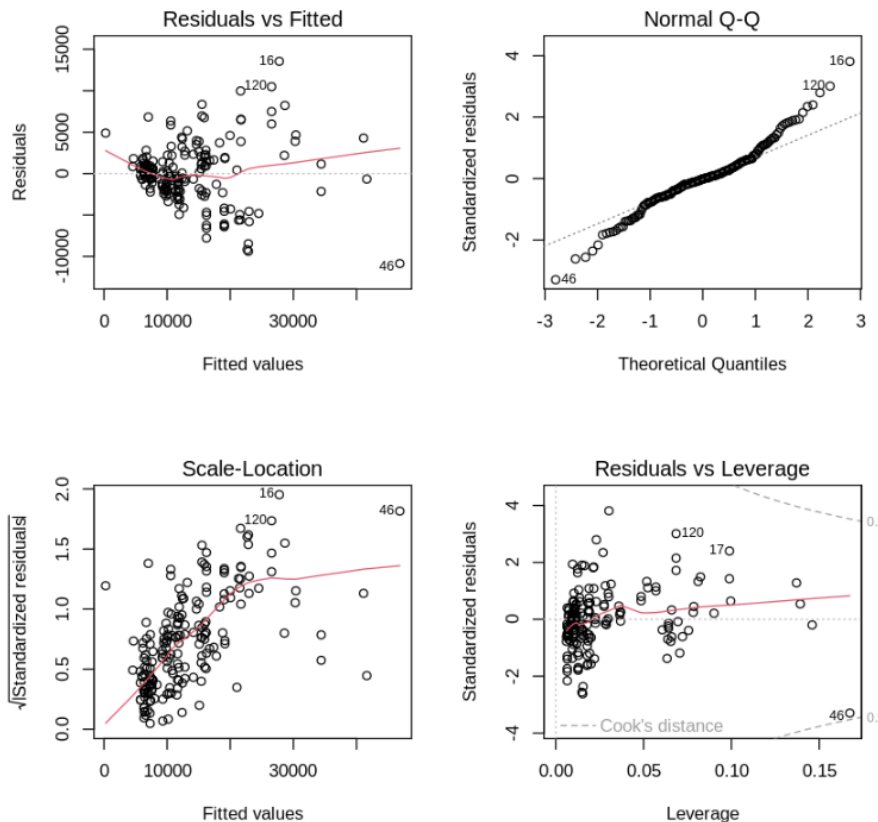 Residuals vs Fitted
Residuals
15000
5000
0
-10000
16
120
46
0 10000 30000
Fitted values
Normal Q-Q
Standardized residuals
4
2
0
-2
16
120
46
-3 -2 -1 0 1 2 3
Theoretical Quantiles
Scale-Location
√|Standardized residuals|
2.0
1.5
1.0
0.5
0.0
16
120
46
0 10000 30000
Fitted values
Residuals vs Leverage
Standardized residuals
4
2
0
-2
-4
120
17
46
Cook's distance
0.00 0.05 0.10 0.15
Leverage